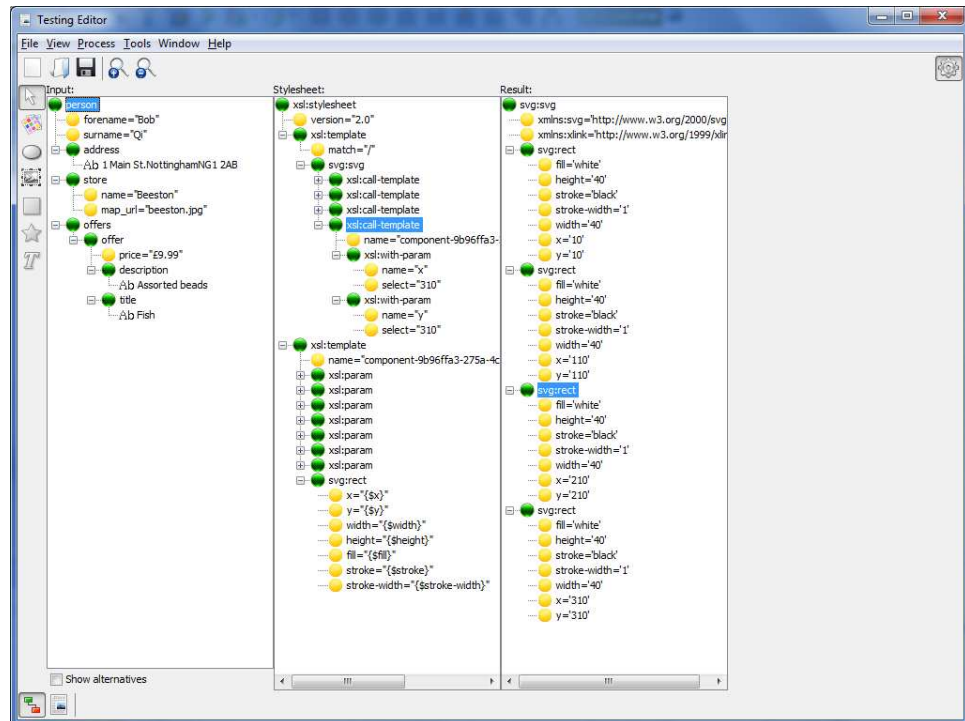 Testing Editor
File View Process Tools Window Help
Input:
person
forename="Bob"
surname="Qi"
address
Ab 1 Main St.NottinghamNG1 2AB
store
name="Beeston"
map_url="beeston.jpg"
offers
offer
price="£9.99"
description
Ab Assorted beads
title
Ab Fish
Show alternatives
Stylesheet:
xsl:stylesheet
version="2.0"
xsl:template
match="/"
svg:svg
xsl:call-template
xsl:call-template
xsl:call-template
xsl:call-template
name="component-9b96ffa3-
xsl:with-param
name="x"
select="310"
xsl:with-param
name="y"
select="310"
xsl:template
name="component-9b96ffa3-275a-4c
xsl:param
xsl:param
xsl:param
xsl:param
xsl:param
xsl:param
xsl:param
svg:rect
x="{$x}"
y="{$y}"
width="{$width}"
height="{$height}"
fill="{$fill}"
stroke="{$stroke}"
stroke-width="{$stroke-width}"
Result:
svg:svg
xmlns:svg='http://www.w3.org/2000/svg
xmlns:xlink='http://www.w3.org/1999/xlin
svg:rect
fill='white'
height='40'
stroke='black'
stroke-width='1'
width='40'
x='10'
y='10'
svg:rect
fill='white'
height='40'
stroke='black'
stroke-width='1'
width='40'
x='110'
y='110'
svg:rect
fill='white'
height='40'
stroke='black'
stroke-width='1'
width='40'
x='210'
y='210'
svg:rect
fill='white'
height='40'
stroke='black'
stroke-width='1'
width='40'
x='310'
y='310'